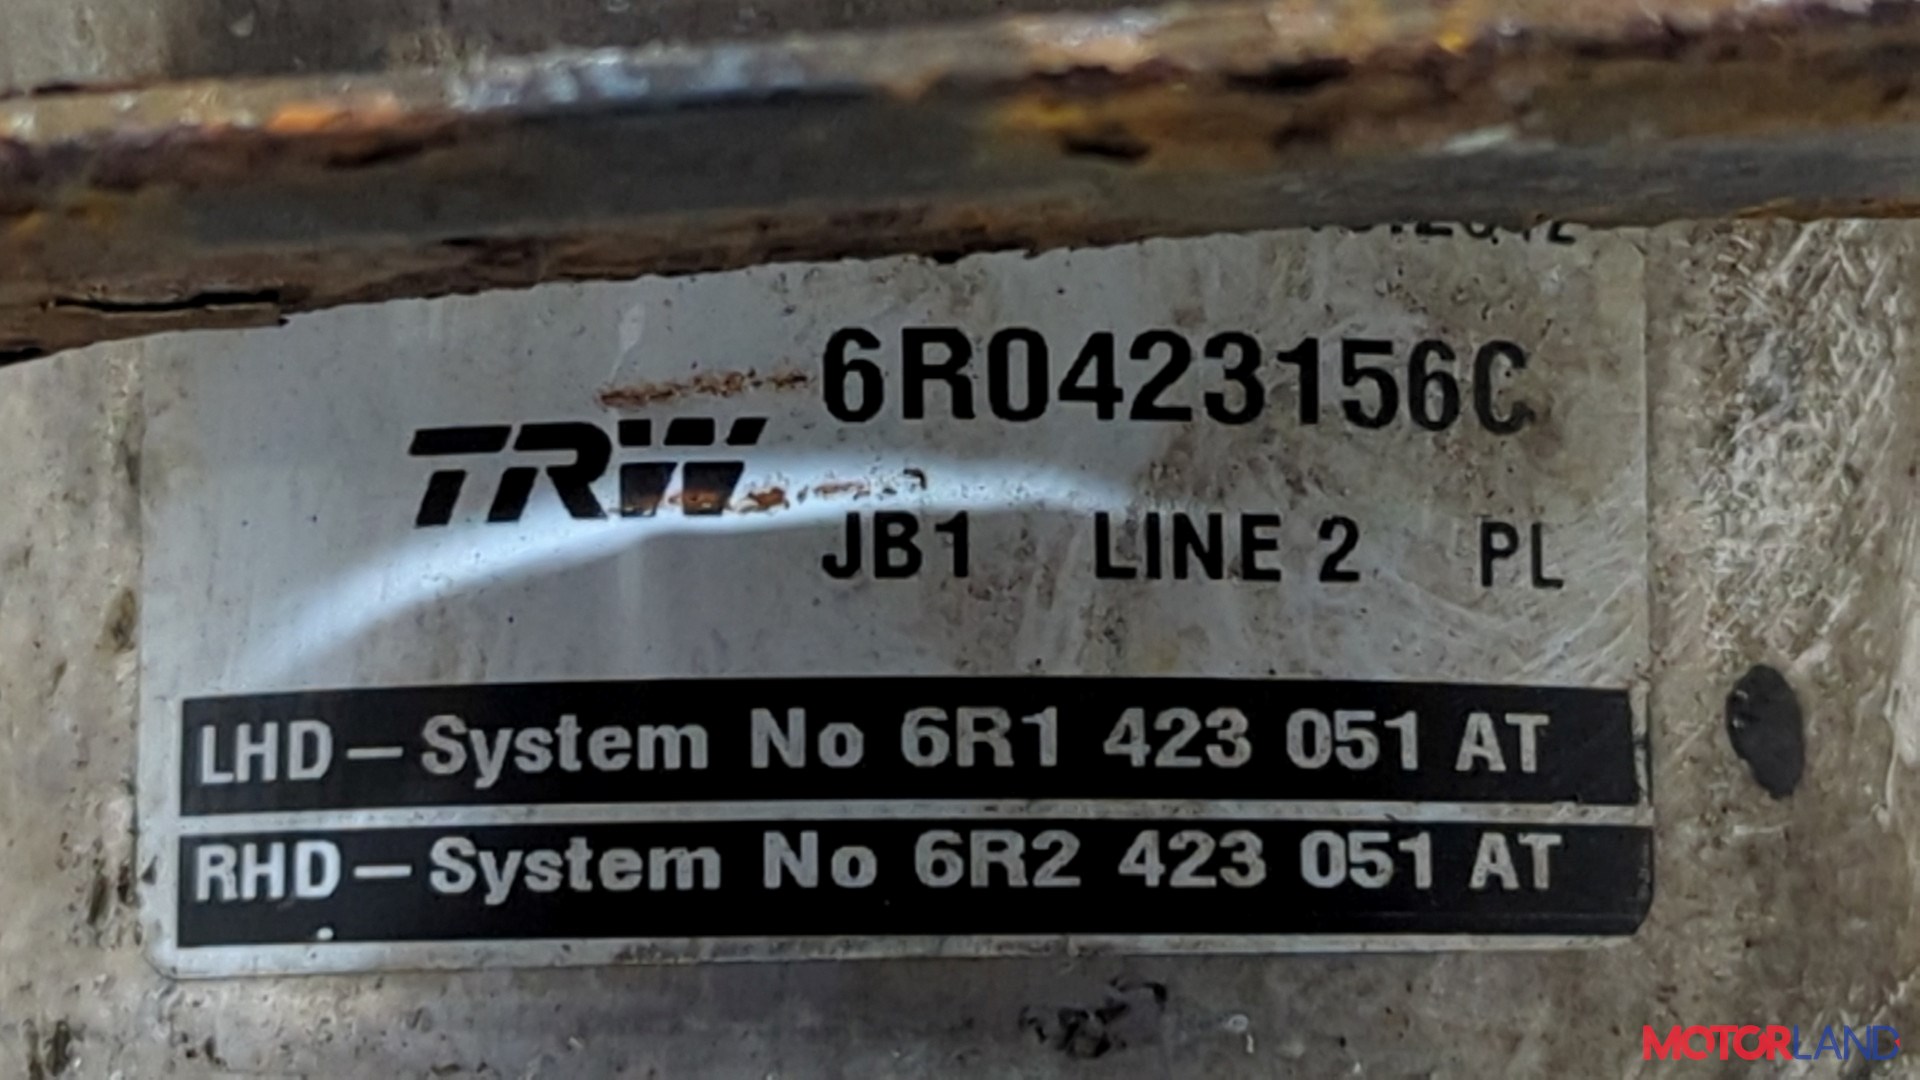 6R0423156C
TRW
JB1 LINE 2 PL
LHD – System No 6R1 423 051 AT
RHD – System No 6R2 423 051 AT
MOTORLAND